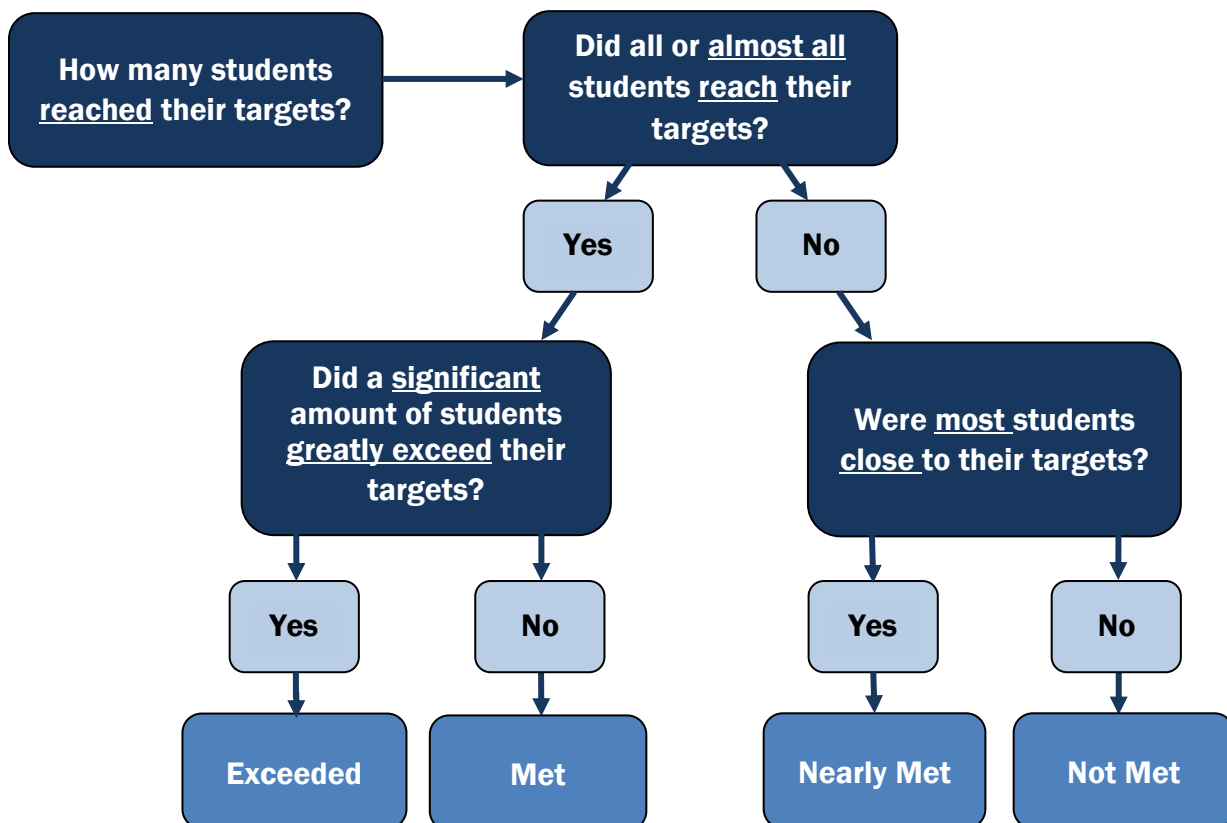 How many students
reached their targets?
Did all or almost all
students reach their
targets?
Yes
No
Did a significant
amount of students
greatly exceed their
targets?
Were most students
close to their targets?
Yes
No
Yes
No
Exceeded
Met
Nearly Met
Not Met